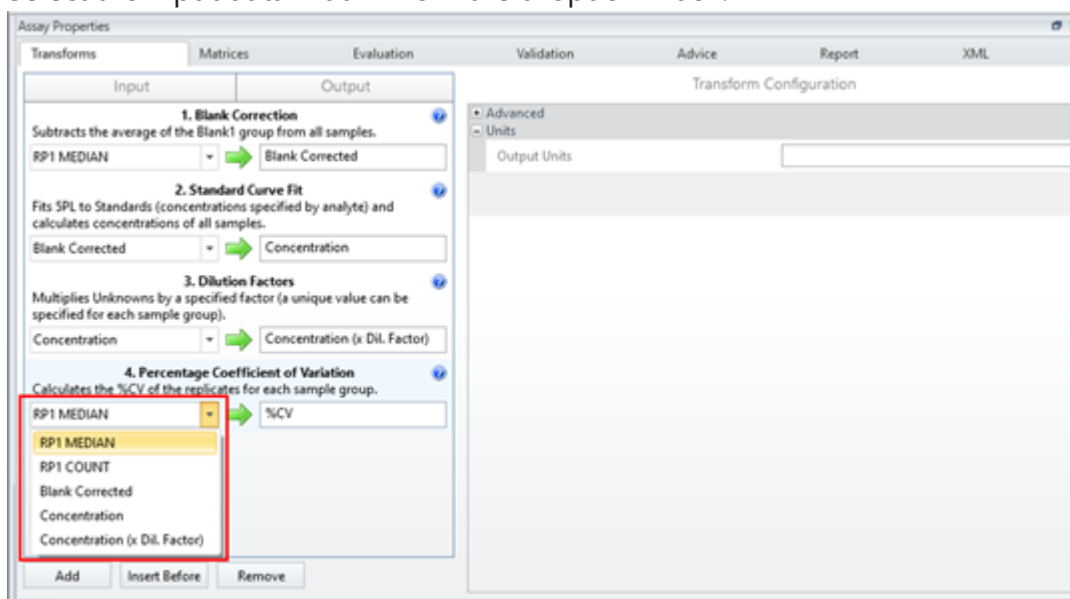 Assay Properties
Transforms Matrices Evaluation Validation Advice Report XML
Input Output
1. Blank Correction
Subtracts the average of the Blank1 group from all samples.
RP1 MEDIAN Blank Corrected
2. Standard Curve Fit
Fits 5PL to Standards (concentrations specified by analyte) and
calculates concentrations of all samples.
Blank Corrected Concentration
3. Dilution Factors
Multiplies Unknowns by a specified factor (a unique value can be
specified for each sample group).
Concentration Concentration (x Dil. Factor)
4. Percentage Coefficient of Variation
Calculates the %CV of the replicates for each sample group.
RP1 MEDIAN %CV
RP1 MEDIAN
RP1 COUNT
Blank Corrected
Concentration
Concentration (x Dil. Factor)
Add Insert Before Remove
Transform Configuration
Advanced
Units
Output Units